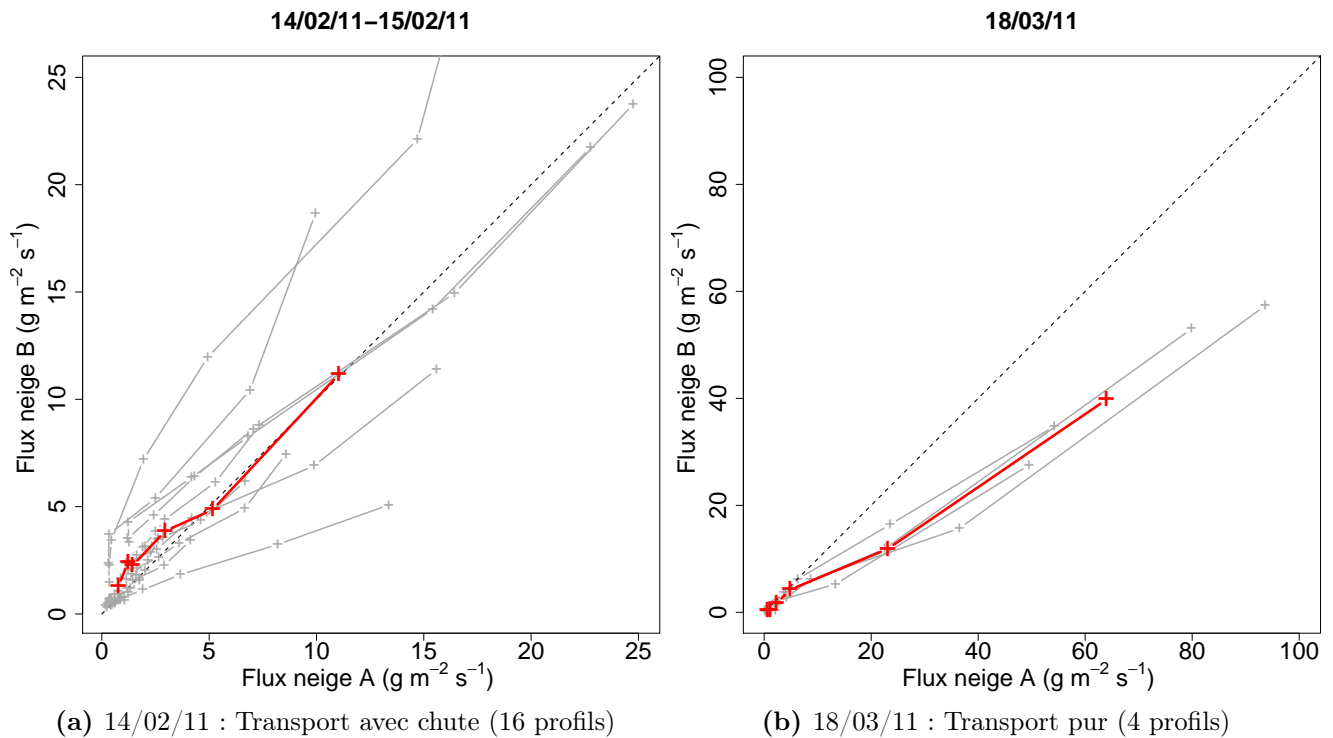 14/02/11−15/02/11
18/03/11
Flux neige B (g m⁻² s⁻¹)
25
20
15
10
5
0
0 5 10 15 20 25
Flux neige A (g m⁻² s⁻¹)
Flux neige B (g m⁻² s⁻¹)
100
80
60
40
20
0
0 20 40 60 80 100
Flux neige A (g m⁻² s⁻¹)
(a) 14/02/11 : Transport avec chute (16 profils)
(b) 18/03/11 : Transport pur (4 profils)